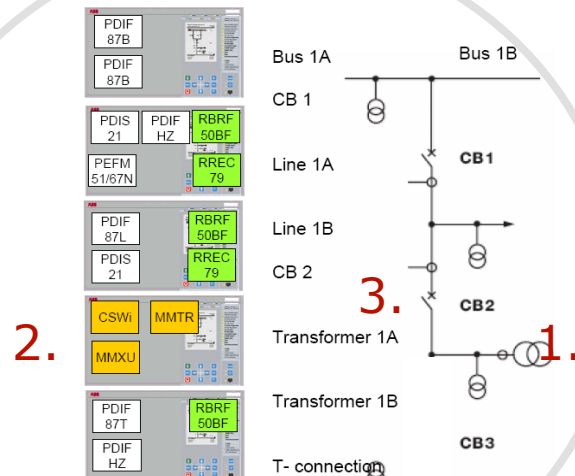 PDIF
87B
PDIF
87B
Bus 1A
Bus 1B
CB 1
PDIS
21
PDIF
HZ
RBRF
50BF
PEFM
51/67N
RREC
79
Line 1A
CB1
PDIF
87L
RBRF
50BF
PDIS
21
RREC
79
Line 1B
CB 2
3.
CB2
2.
CSWi
MMTR
MMXU
Transformer 1A
1.
PDIF
87T
RBRF
50BF
PDIF
HZ
Transformer 1B
CB3
T- connection